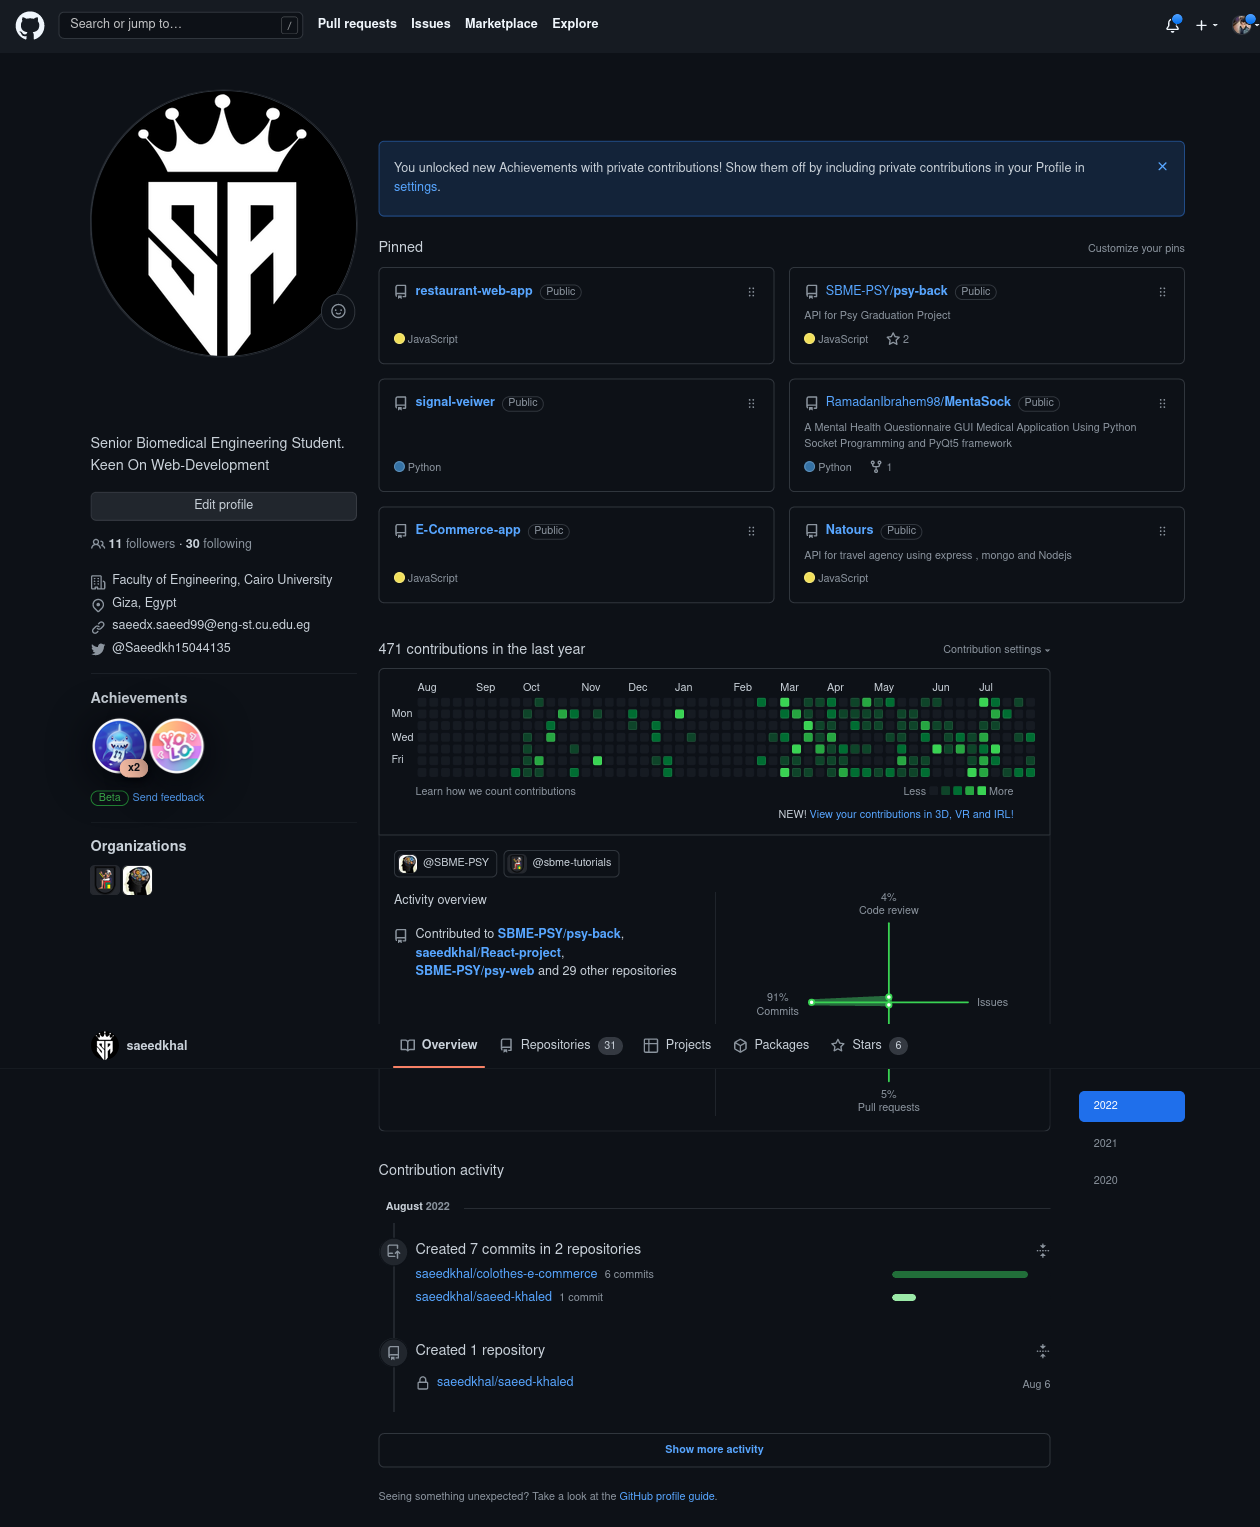 Search or jump to...
/
Pull requests
Issues
Marketplace
Explore
SA
You unlocked new Achievements with private contributions! Show them off by including private contributions in your Profile in
settings.
Pinned
Customize your pins
restaurant-web-app Public
JavaScript
SBME-PSY/psy-back Public
API for Psy Graduation Project
JavaScript 2
signal-veiwer Public
Python
RamadanIbrahem98/MentaSock Public
A Mental Health Questionnaire GUI Medical Application Using Python
Socket Programming and PyQt5 framework
Python 1
E-Commerce-app Public
JavaScript
Natours Public
API for travel agency using express , mongo and Nodejs
JavaScript
Senior Biomedical Engineering Student.
Keen On Web-Development
Edit profile
11 followers · 30 following
Faculty of Engineering, Cairo University
Giza, Egypt
saeedx.saeed99@eng-st.cu.edu.eg
@Saeedkh15044135
Achievements
YOLO
x2
Beta Send feedback
Organizations
471 contributions in the last year
Contribution settings
Aug Sep Oct Nov Dec Jan Feb Mar Apr May Jun Jul
Mon
Wed
Fri
Learn how we count contributions
Less More
NEW! View your contributions in 3D, VR and IRL!
@SBME-PSY
@sbme-tutorials
Activity overview
Contributed to SBME-PSY/psy-back,
saeedkhal/React-project,
SBME-PSY/psy-web and 29 other repositories
4%
Code review
91%
Commits
Issues
saeedkhal
Overview
Repositories 31
Projects
Packages
Stars 6
5%
Pull requests
2022
2021
2020
Contribution activity
August 2022
Created 7 commits in 2 repositories
saeedkhal/colothes-e-commerce 6 commits
saeedkhal/saeed-khaled 1 commit
Created 1 repository
saeedkhal/saeed-khaled
Aug 6
Show more activity
Seeing something unexpected? Take a look at the GitHub profile guide.